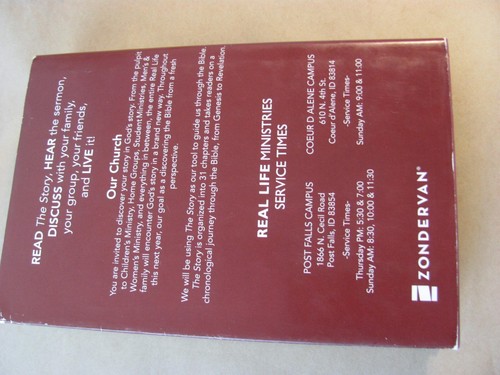 READ The Story, HEAR the sermon,
DISCUSS with your family,
your group, your friends,
and LIVE it!
Our Church
You are invited to discover your story in God's story. From the pulpit
to Children's Ministry, Home Groups, Student Ministries, Men's &
Women's Ministry, and everything in between, the entire Real Life
family will encounter God's story in a brand new way. Throughout
this next year, our goal as a discovering the Bible from a fresh
perspective.
We will be using The Story as our tool to guide us through the Bible.
The Story is organized into 31 chapters and takes readers on a
chronological journey through the Bible, from Genesis to Revelation.
REAL LIFE MINISTRIES
SERVICE TIMES
POST FALLS CAMPUS
1866 N, Cecil Road
Post Falls, ID 83854
-Service Times-
Thursday PM: 5:30 & 7:00
Sunday AM: 8:30, 10:00 & 11:30
COEUR D ALENE CAMPUS
610 N. 4th St.
Coeur d'Alene, ID 83814
-Service Times-
Sunday AM: 9:00 & 11:00
ZONDERVAN®